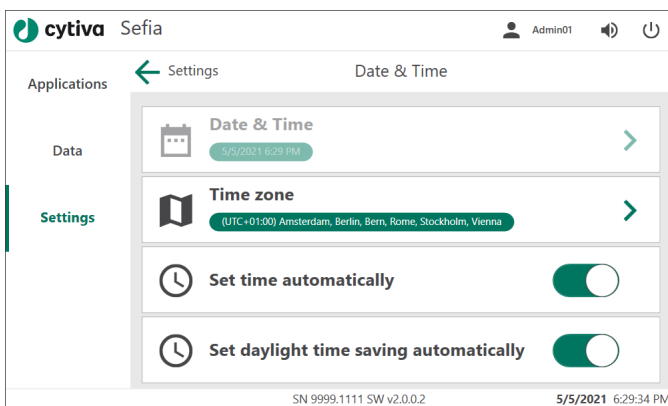 cytiva Sefia Admin01
Applications
Data
Settings
Settings Date & Time
Date & Time
5/5/2021 6:29 PM
Time zone
(UTC+01:00) Amsterdam, Berlin, Bern, Rome, Stockholm, Vienna
Set time automatically
Set daylight time saving automatically
SN 9999.1111 SW v2.0.0.2 5/5/2021 6:29:34 PM